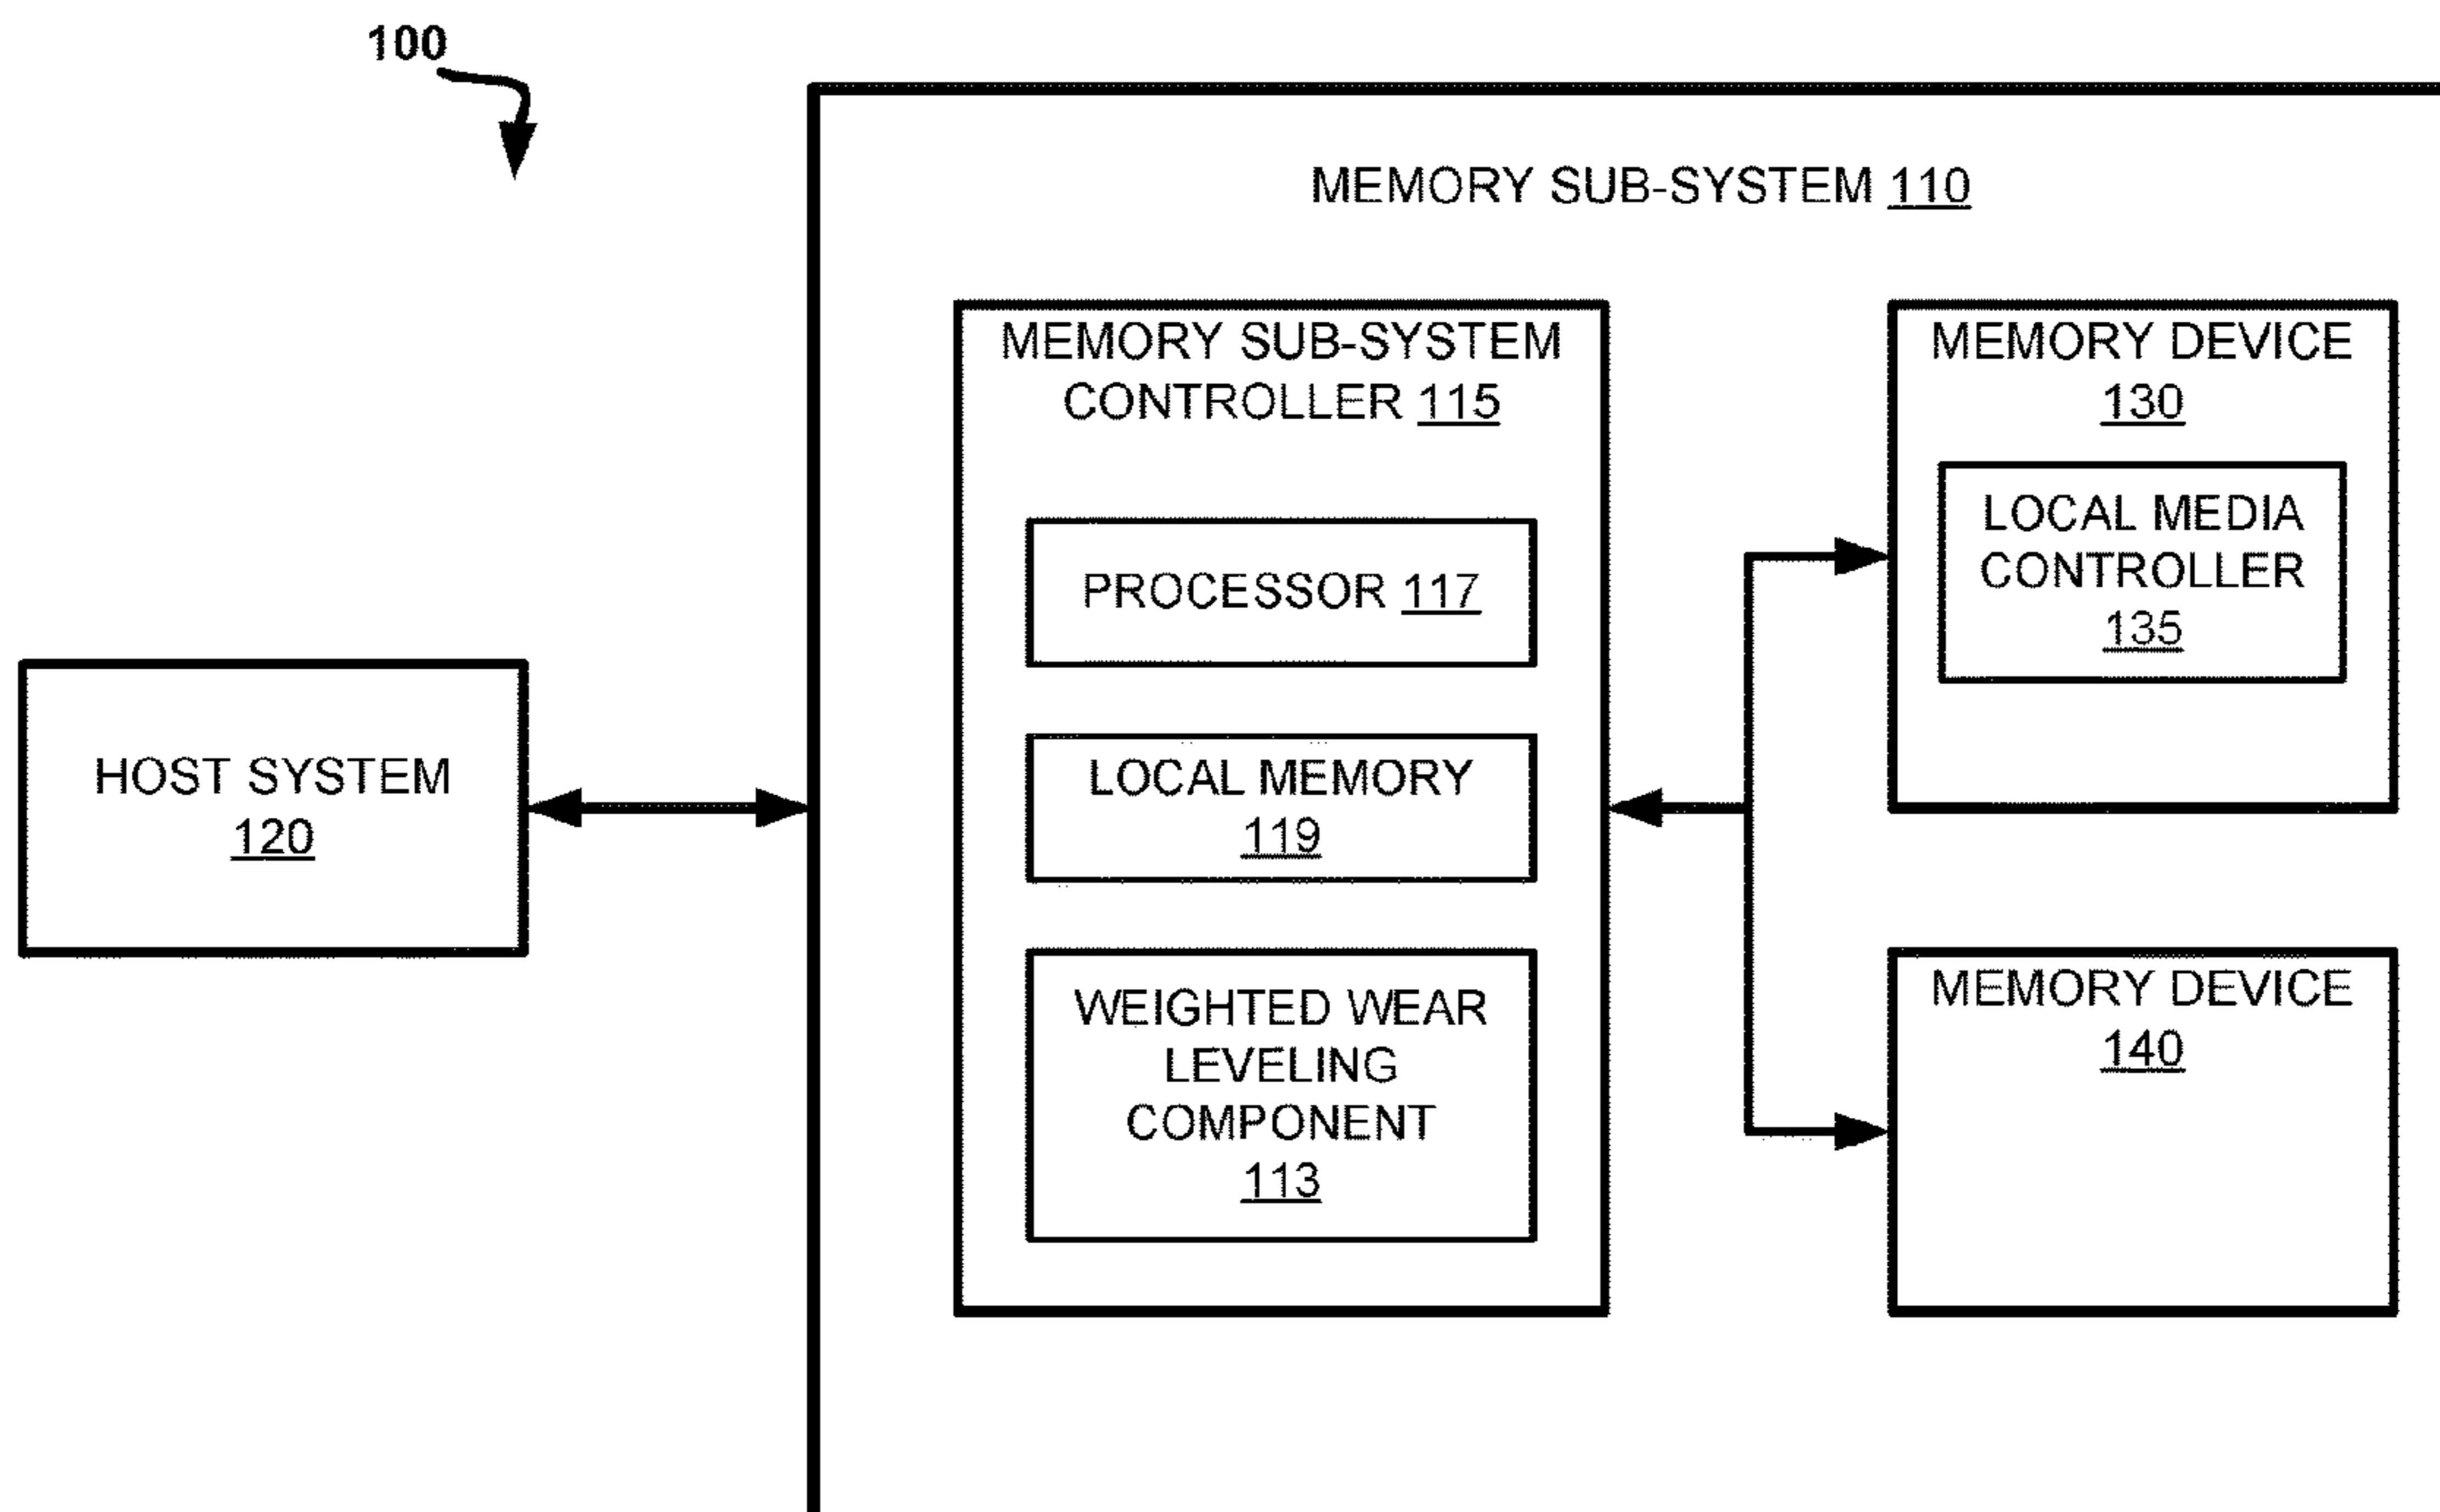 100
MEMORY SUB-SYSTEM 110
MEMORY SUB-SYSTEM
CONTROLLER 115
PROCESSOR 117
LOCAL MEMORY
119
WEIGHTED WEAR
LEVELING
COMPONENT
113
HOST SYSTEM
120
MEMORY DEVICE
130
LOCAL MEDIA
CONTROLLER
135
MEMORY DEVICE
140